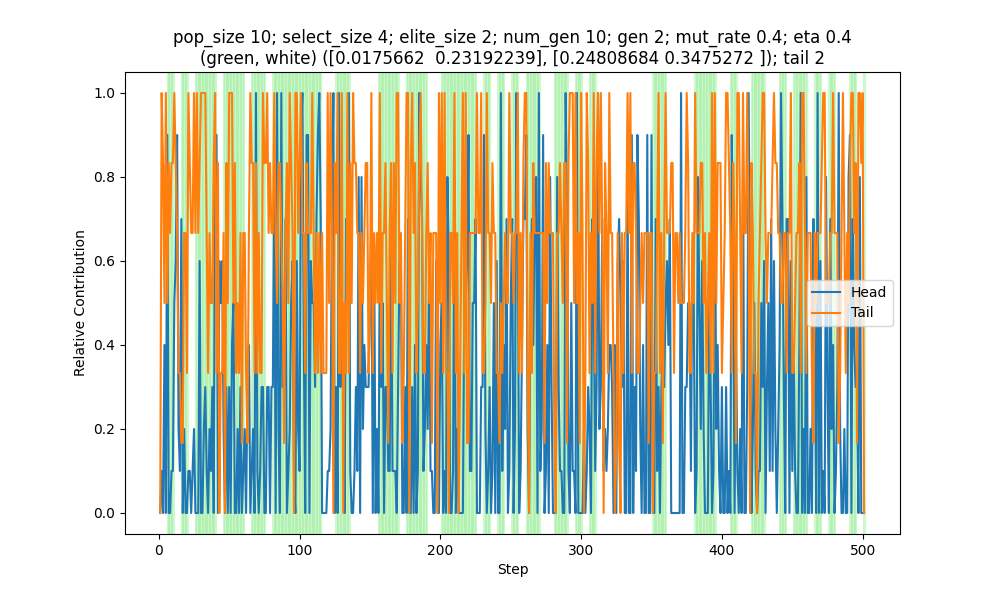 pop_size 10; select_size 4; elite_size 2; num_gen 10; gen 2; mut_rate 0.4; eta 0.4
(green, white) ([0.0175662  0.23192239], [0.24808684 0.3475272 ]); tail 2
1.0
0.8
0.6
0.4
0.2
0.0
Relative Contribution
Head
Tail
0
100
200
300
400
500
Step